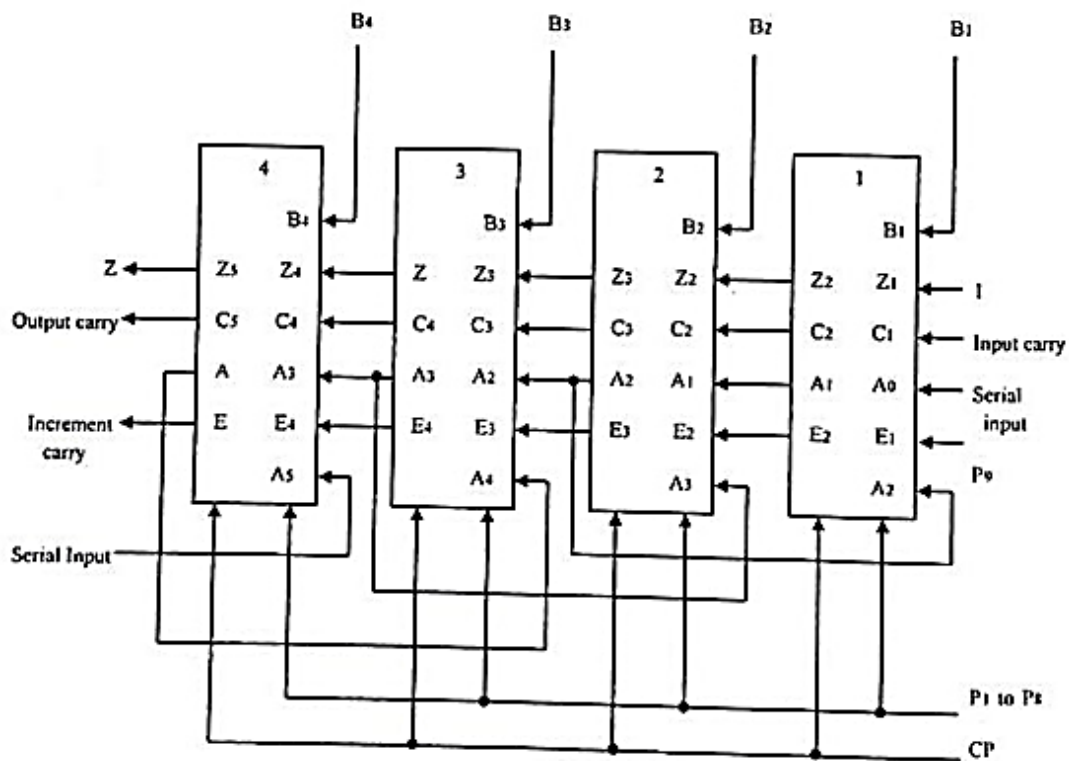 B4 B3 B2 B1
4 3 2 1
B4 B3 B2 B1
Z Z5 Z4 Z Z3 Z3 Z2 Z2 Z1 I
Output carry C5 C4 C4 C3 C3 C2 C2 C1 Input carry
A A3 A3 A2 A2 A1 A1 A0 Serial input
Increment carry E E4 E4 E3 E3 E2 E2 E1 P9
A5 A4 A3 A2
Serial Input
P1 to P8
CP